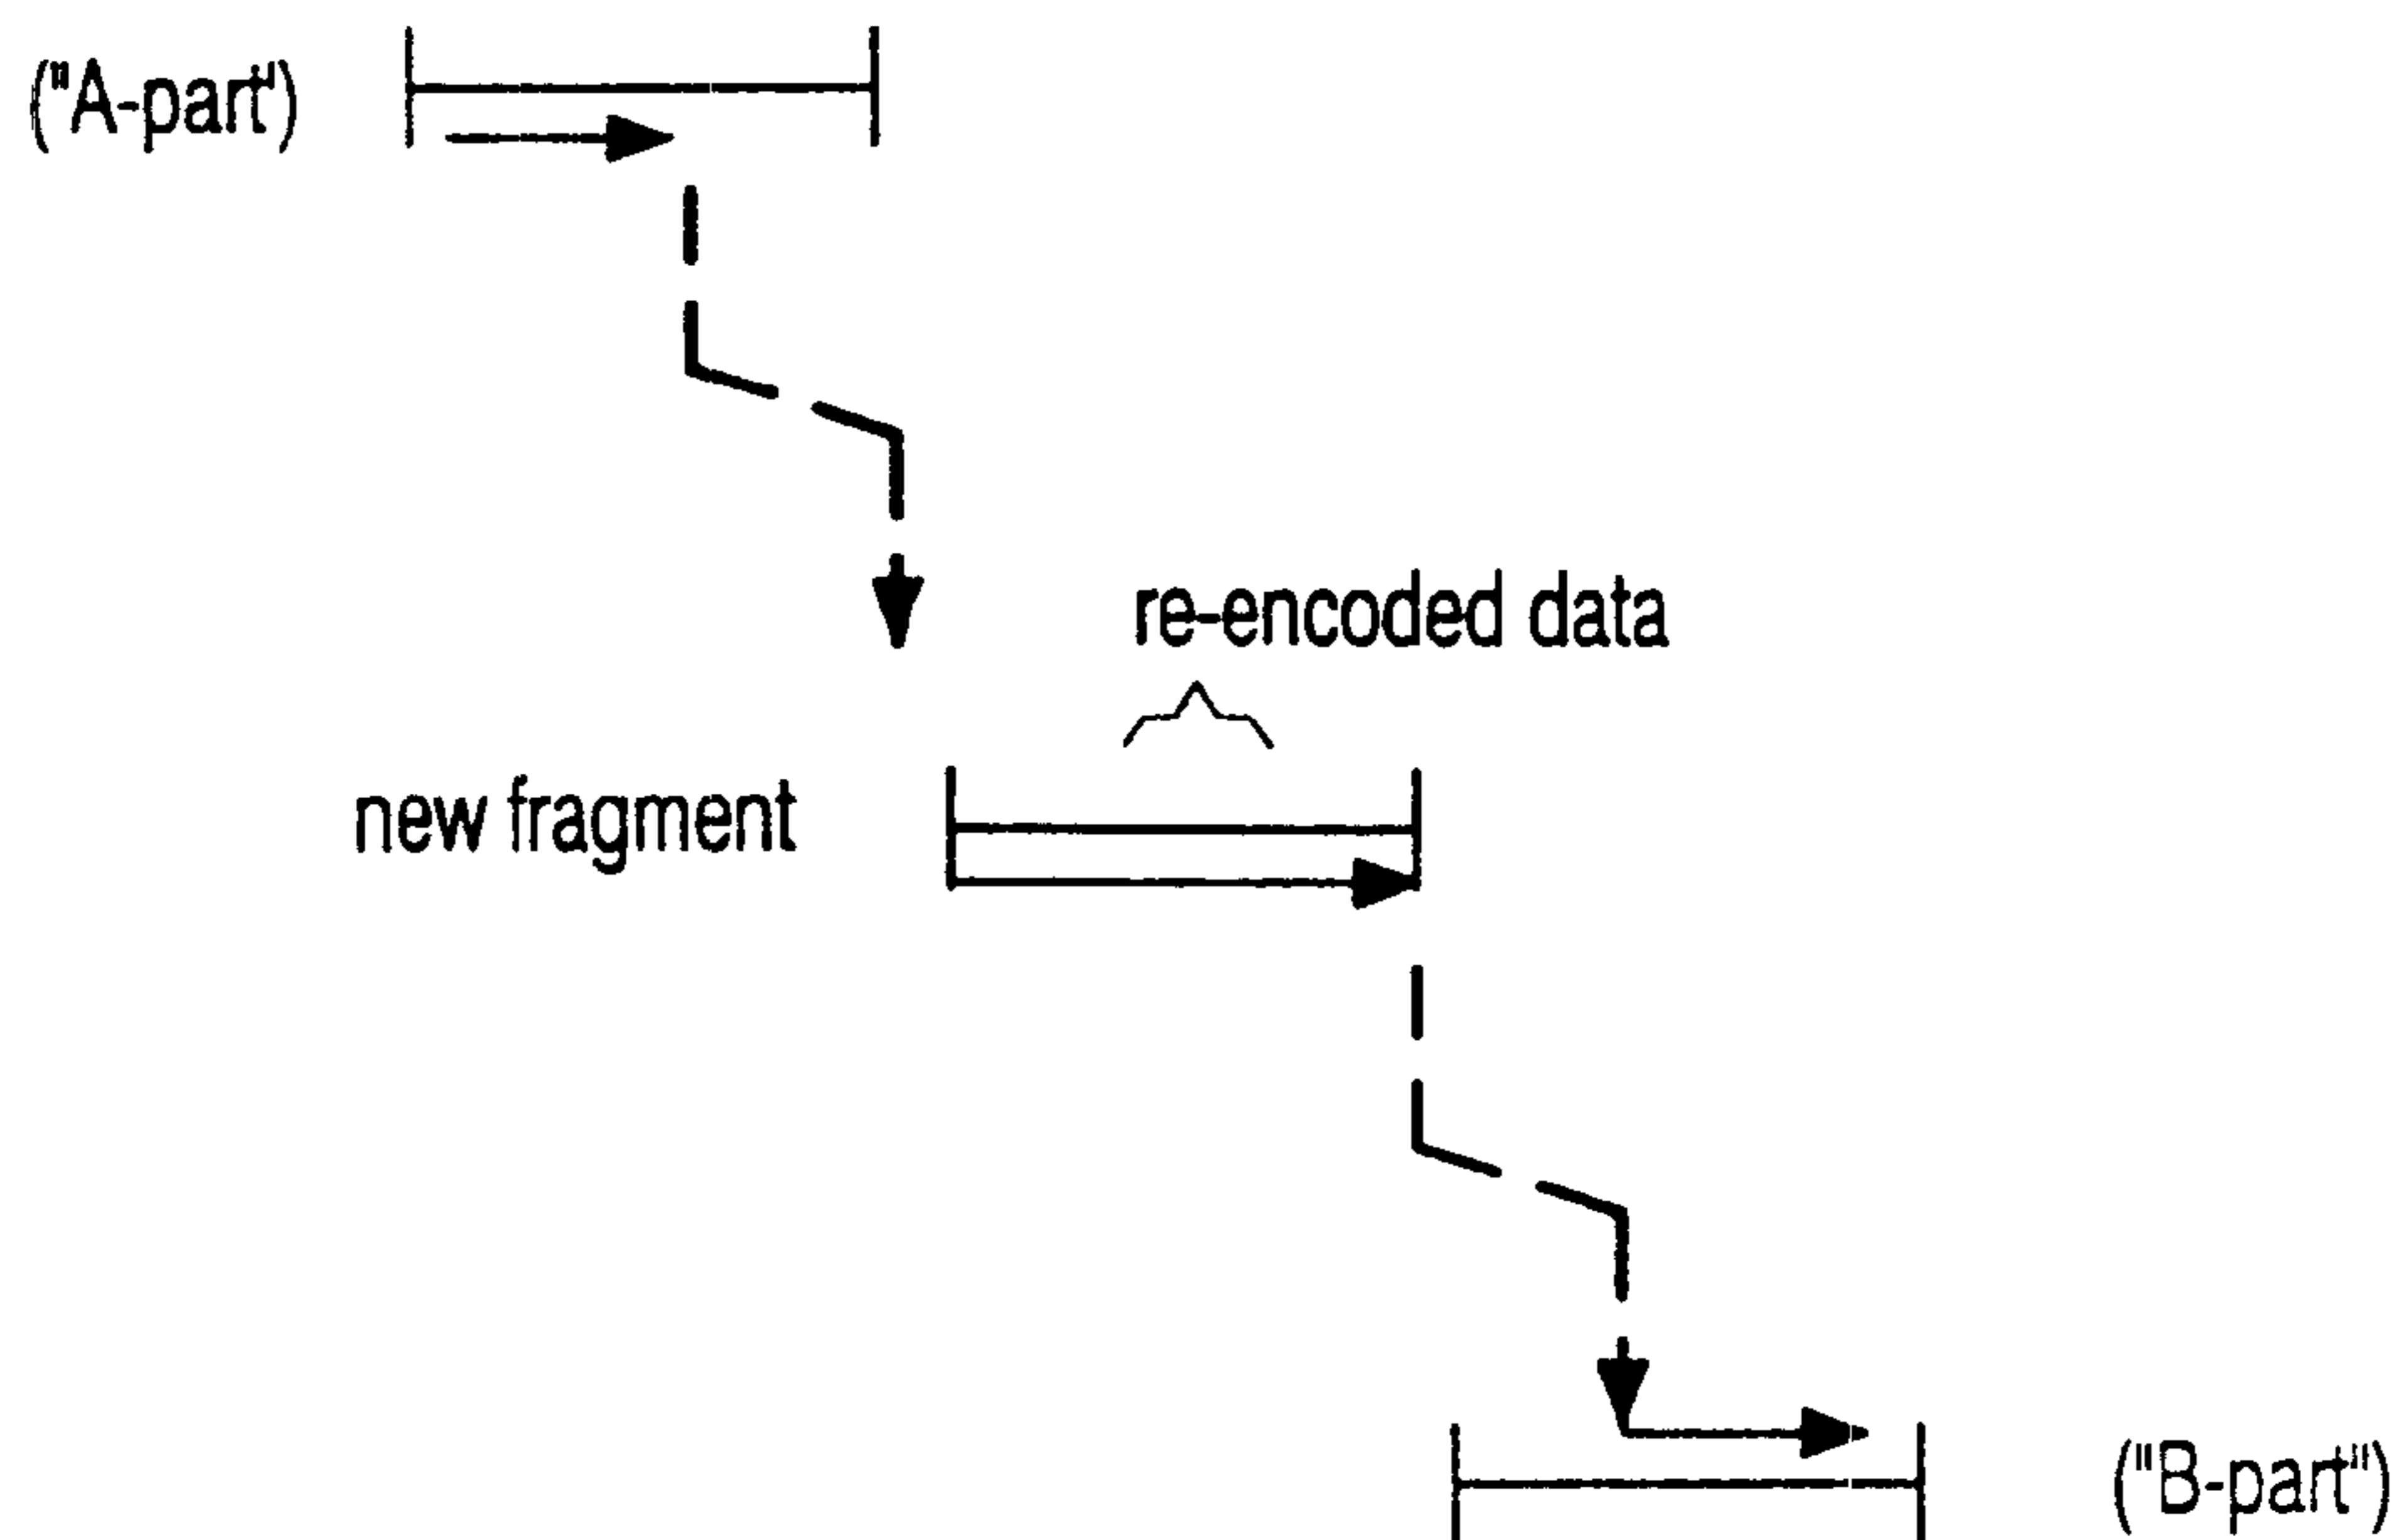 ("A-part")
re-encoded data
new fragment
("B-part")